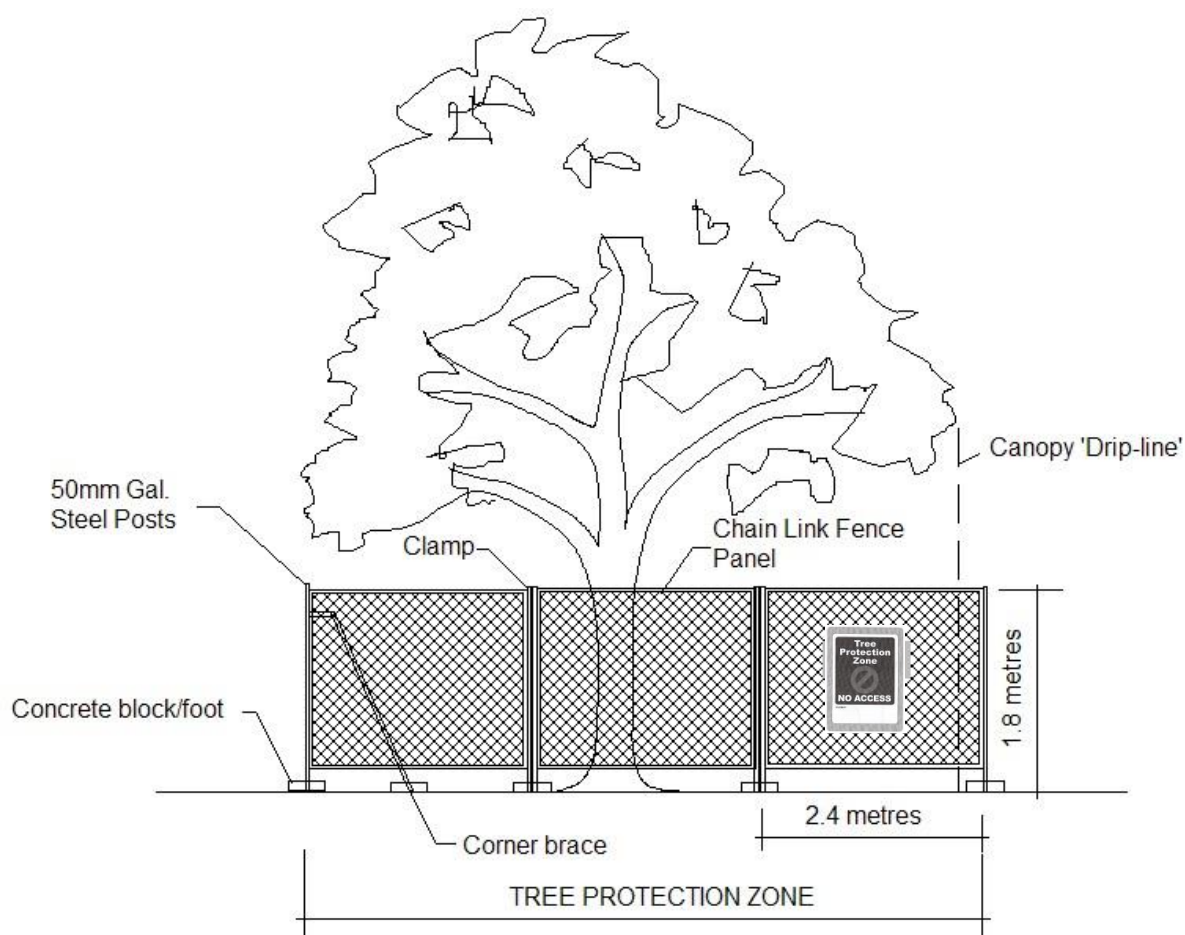 Canopy 'Drip-line'
50mm Gal.
Steel Posts
Clamp
Chain Link Fence
Panel
Tree
Protection
Zone
NO ACCESS
Concrete block/foot
1.8 metres
2.4 metres
Corner brace
TREE PROTECTION ZONE